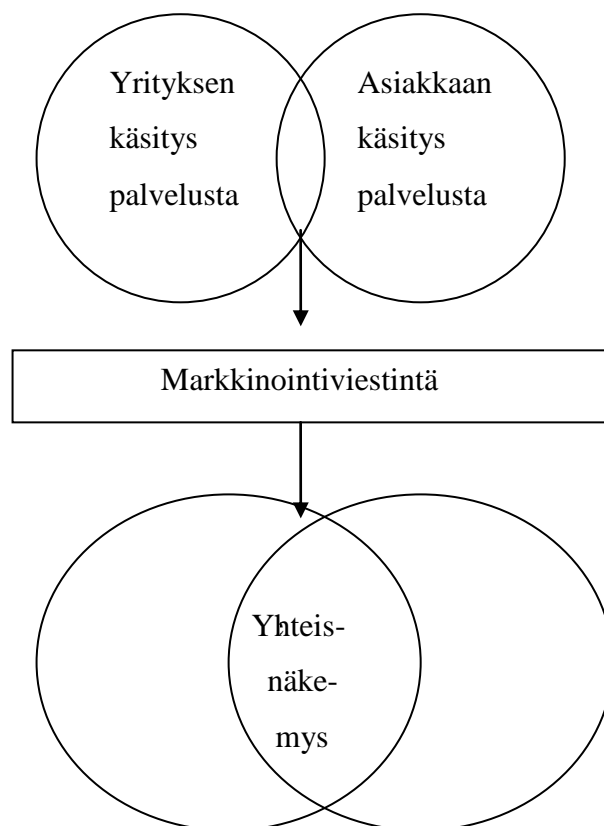 Yrityksen
käsitys
palvelusta
Asiakkaan
käsitys
palvelusta
Markkinointiviestintä
Yhteis-
näke-
mys